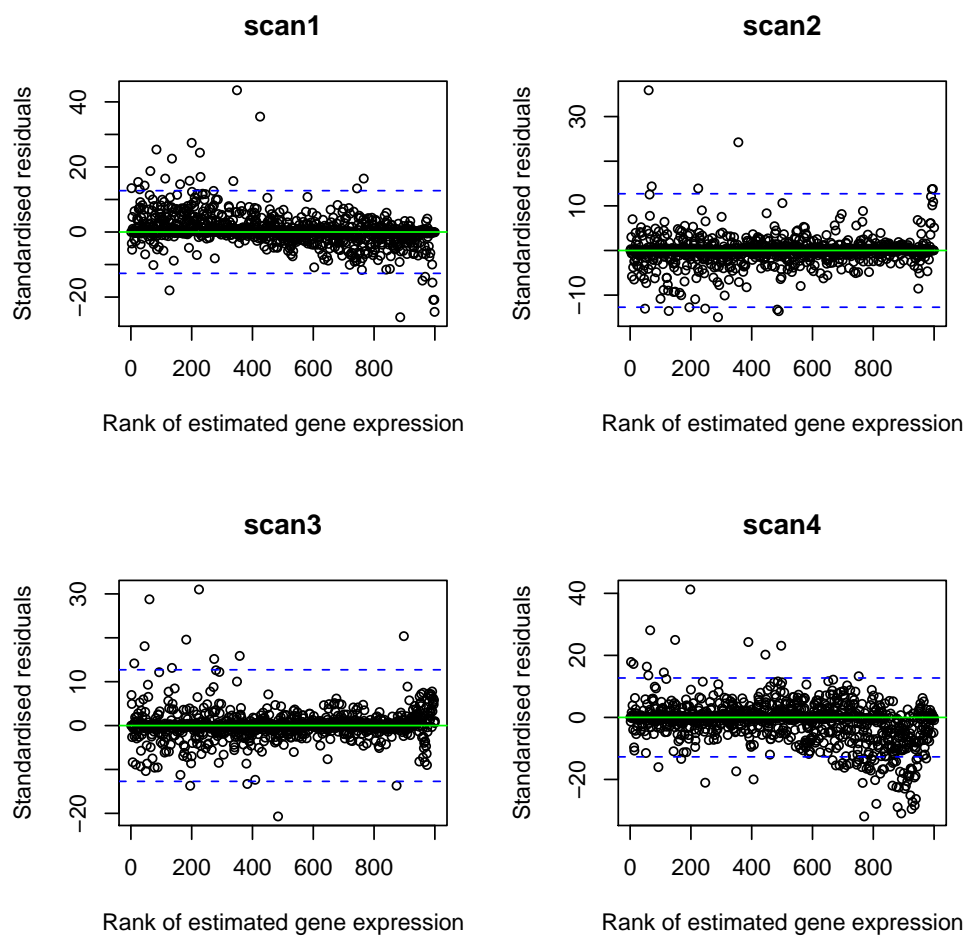 scan1
Standardised residuals
40
20
0
−20
0 200 400 600 800
Rank of estimated gene expression
scan2
Standardised residuals
30
10
−10
0 200 400 600 800
Rank of estimated gene expression
scan3
Standardised residuals
30
10
0
−20
0 200 400 600 800
Rank of estimated gene expression
scan4
Standardised residuals
40
20
0
−20
0 200 400 600 800
Rank of estimated gene expression